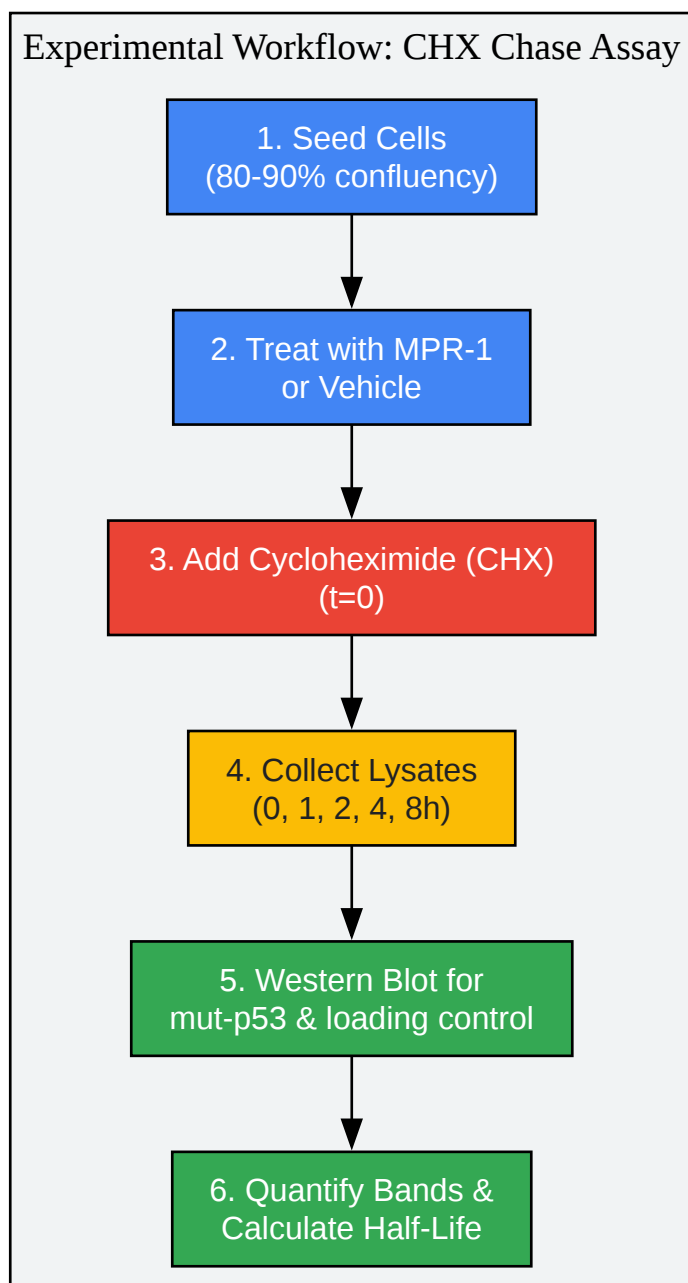 Experimental Workflow: CHX Chase Assay
1. Seed Cells
(80-90% confluency)
2. Treat with MPR-1
or Vehicle
3. Add Cycloheximide (CHX)
(t=0)
4. Collect Lysates
(0, 1, 2, 4, 8h)
5. Western Blot for
mut-p53 & loading control
6. Quantify Bands &
Calculate Half-Life